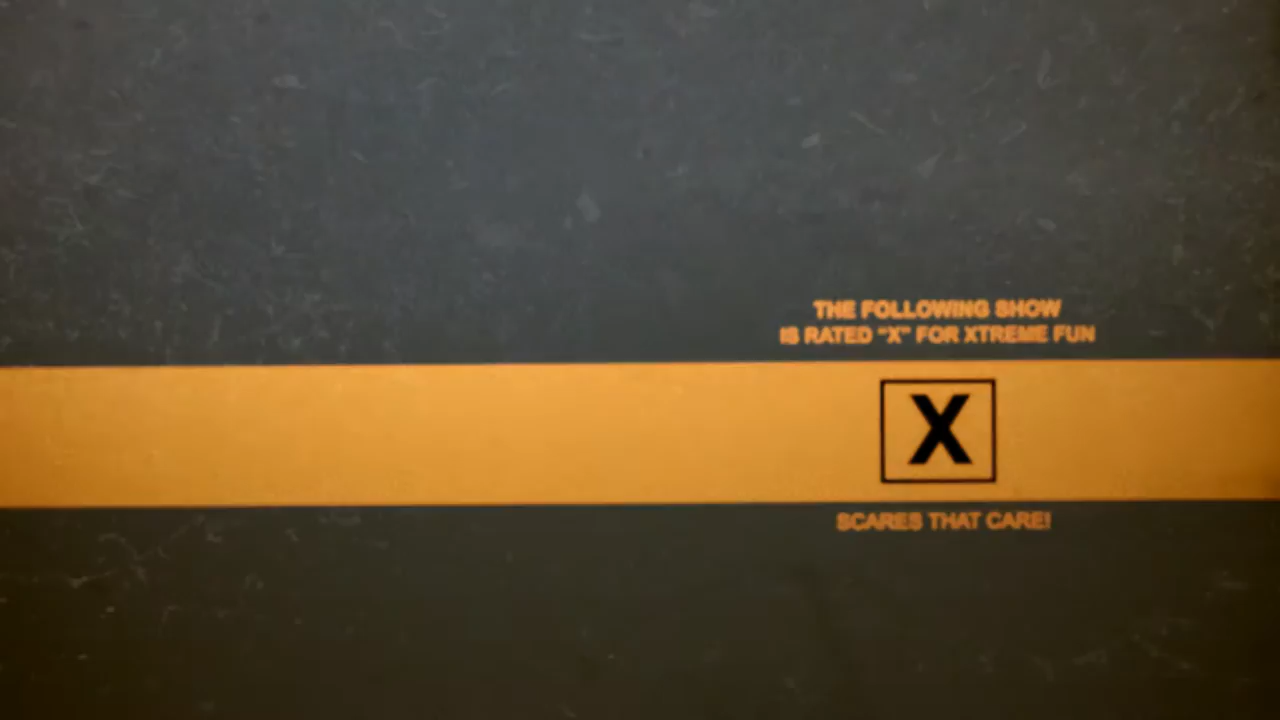 THE FOLLOWING SHOW
IS RATED "X" FOR XTREME FUN
X
SCARES THAT CARE!